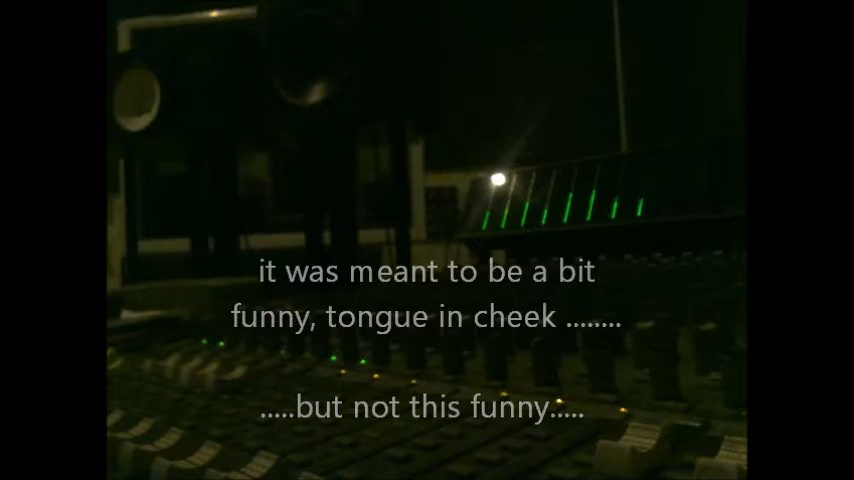 it was meant to be a bit
funny, tongue in cheek ........
.....but not this funny.....